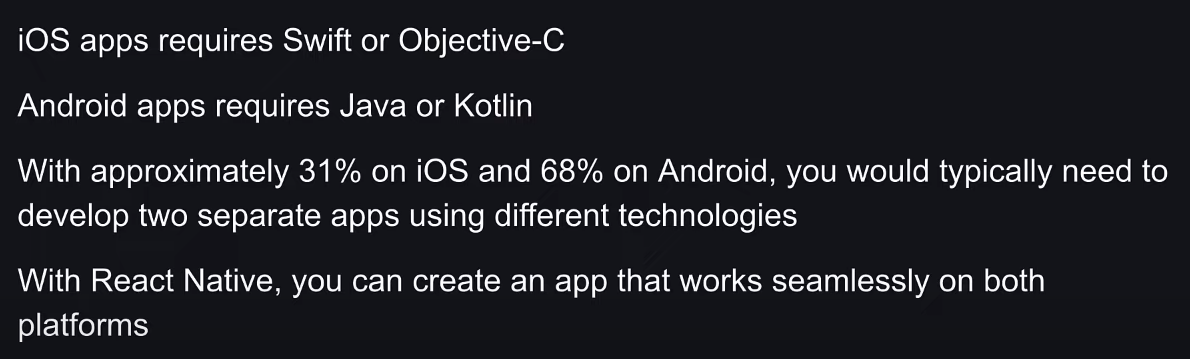 iOS apps requires Swift or Objective-C
Android apps requires Java or Kotlin
With approximately 31% on iOS and 68% on Android, you would typically need to
develop two separate apps using different technologies
With React Native, you can create an app that works seamlessly on both
platforms